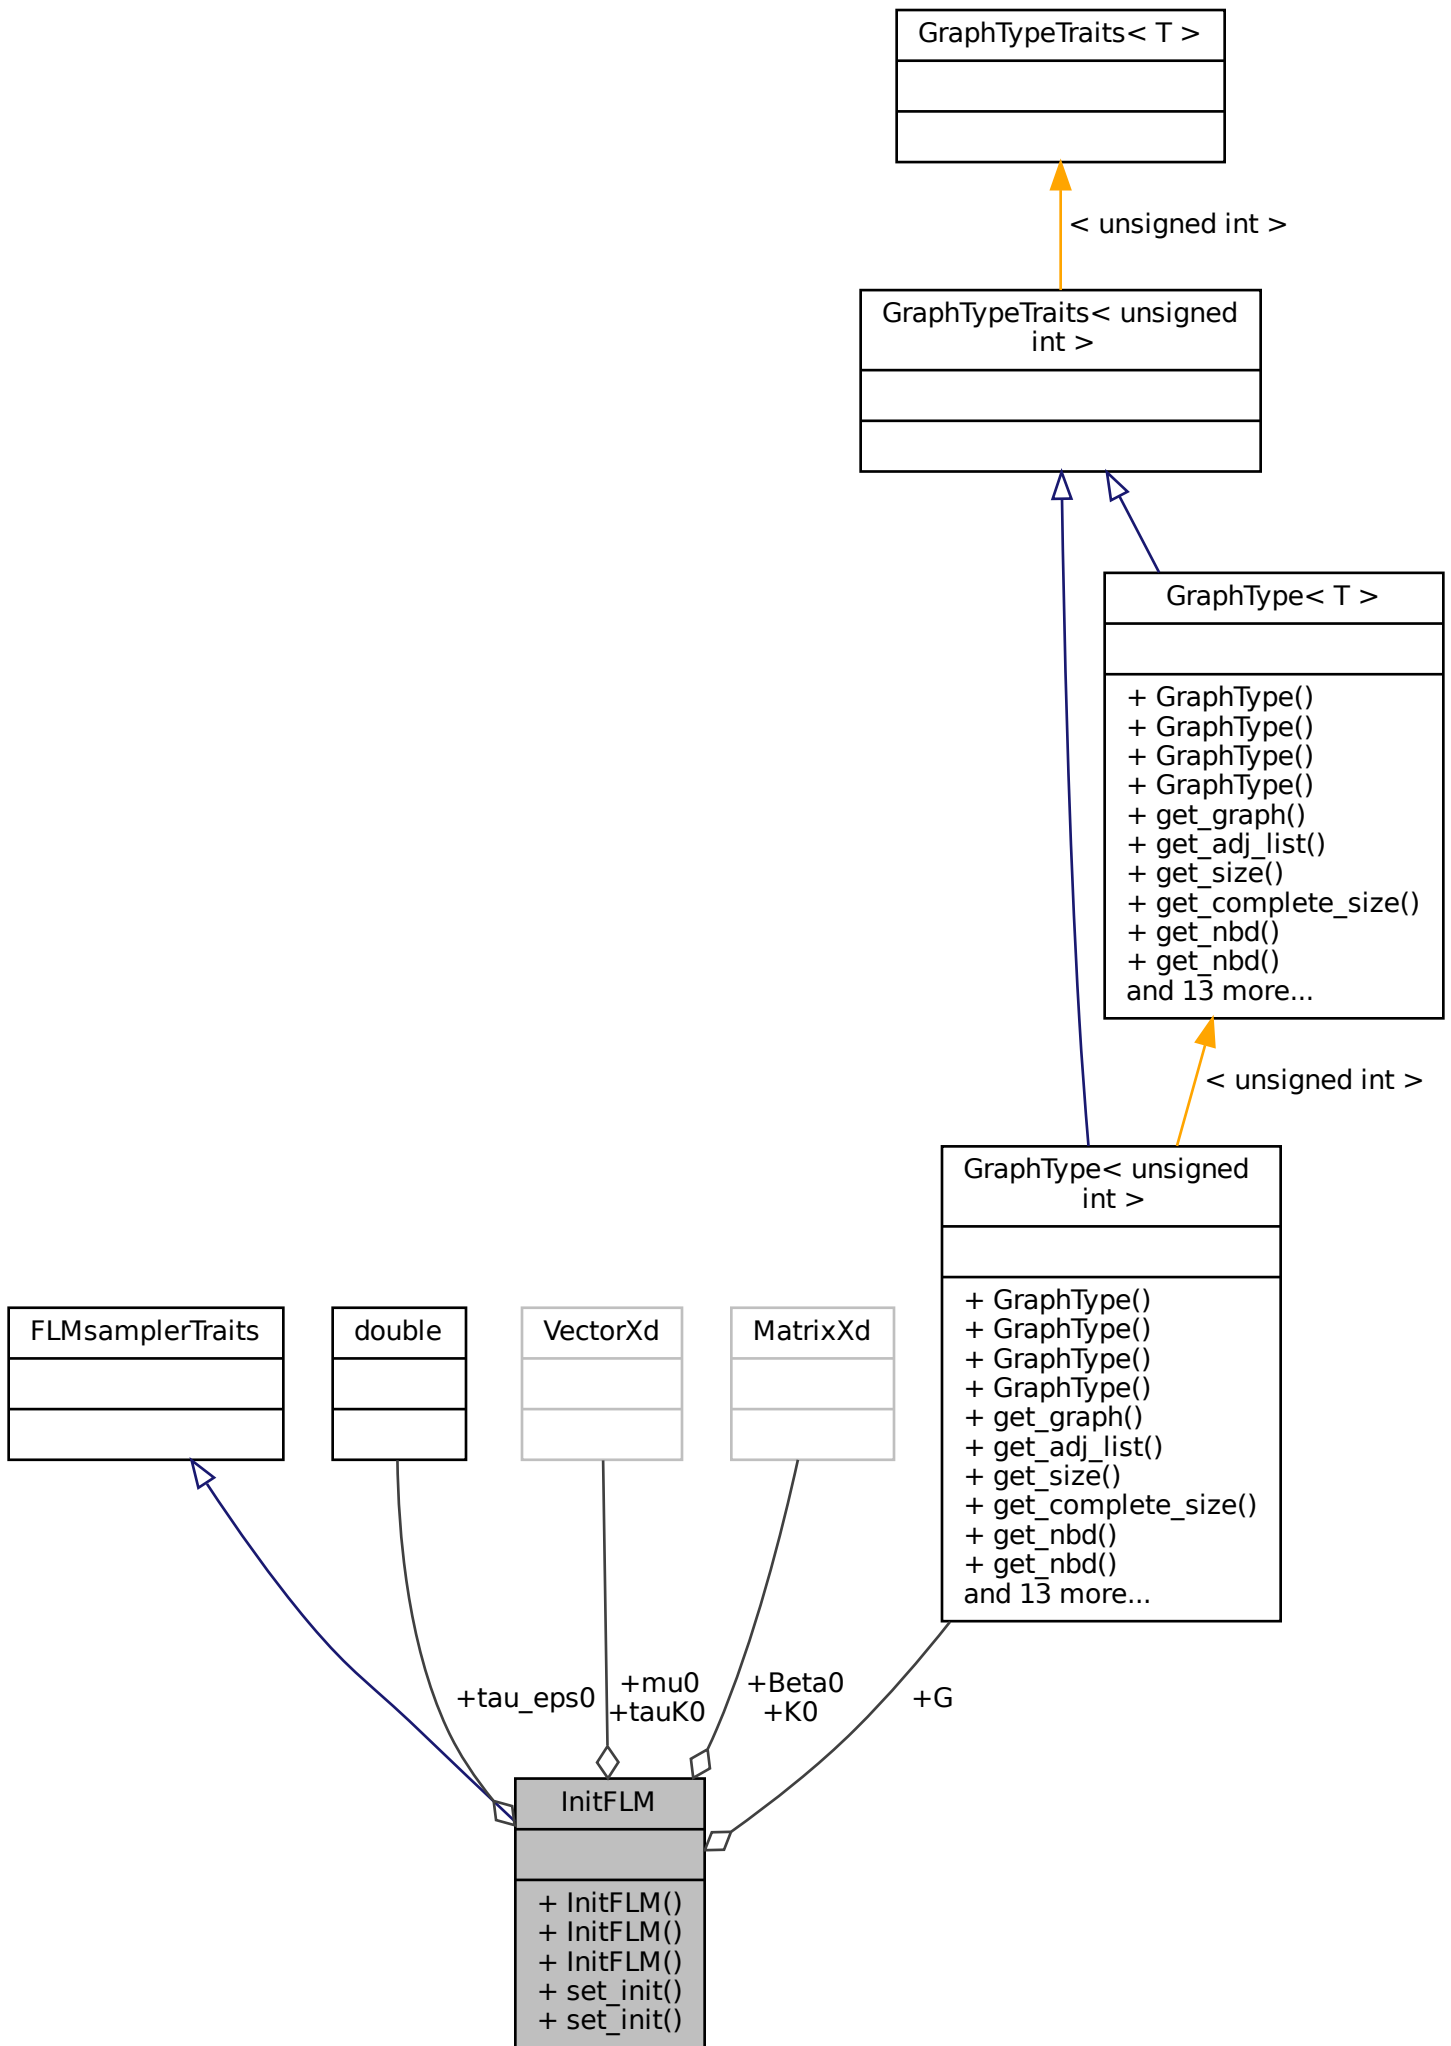 GraphTypeTraits< T >
< unsigned int >
GraphTypeTraits< unsigned
int >
GraphType< T >
+ GraphType()
+ GraphType()
+ GraphType()
+ GraphType()
+ get_graph()
+ get_adj_list()
+ get_size()
+ get_complete_size()
+ get_nbd()
+ get_nbd()
and 13 more...
< unsigned int >
GraphType< unsigned
int >
+ GraphType()
+ GraphType()
+ GraphType()
+ GraphType()
+ get_graph()
+ get_adj_list()
+ get_size()
+ get_complete_size()
+ get_nbd()
+ get_nbd()
and 13 more...
FLMsamplerTraits
double
VectorXd
MatrixXd
+tau_eps0
+mu0
+tauK0
+Beta0
+K0
+G
InitFLM
+ InitFLM()
+ InitFLM()
+ InitFLM()
+ set_init()
+ set_init()